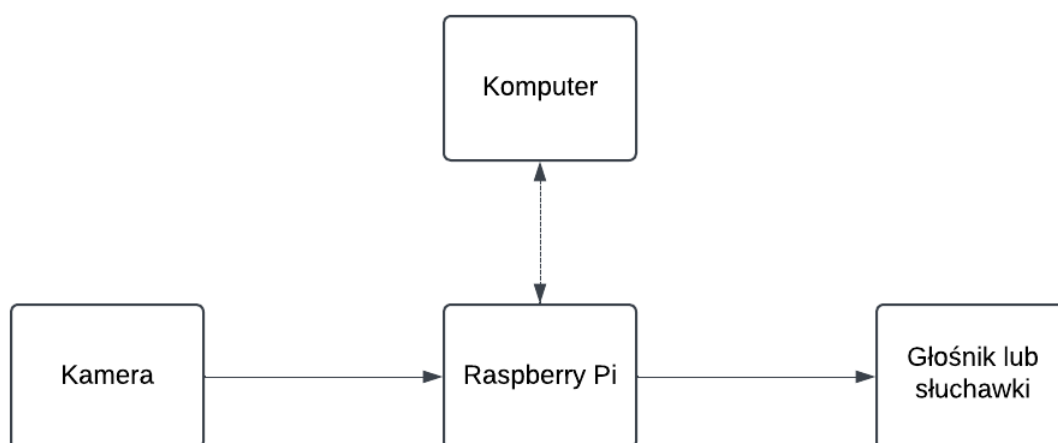 Komputer
Kamera
Raspberry Pi
Głośnik lub
słuchawki